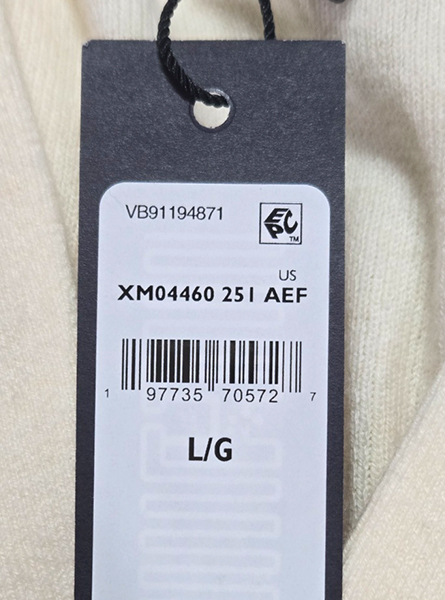 VB91194871
EPC
TM
US
XM04460 251 AEF
1 97735 70572 7
L/G